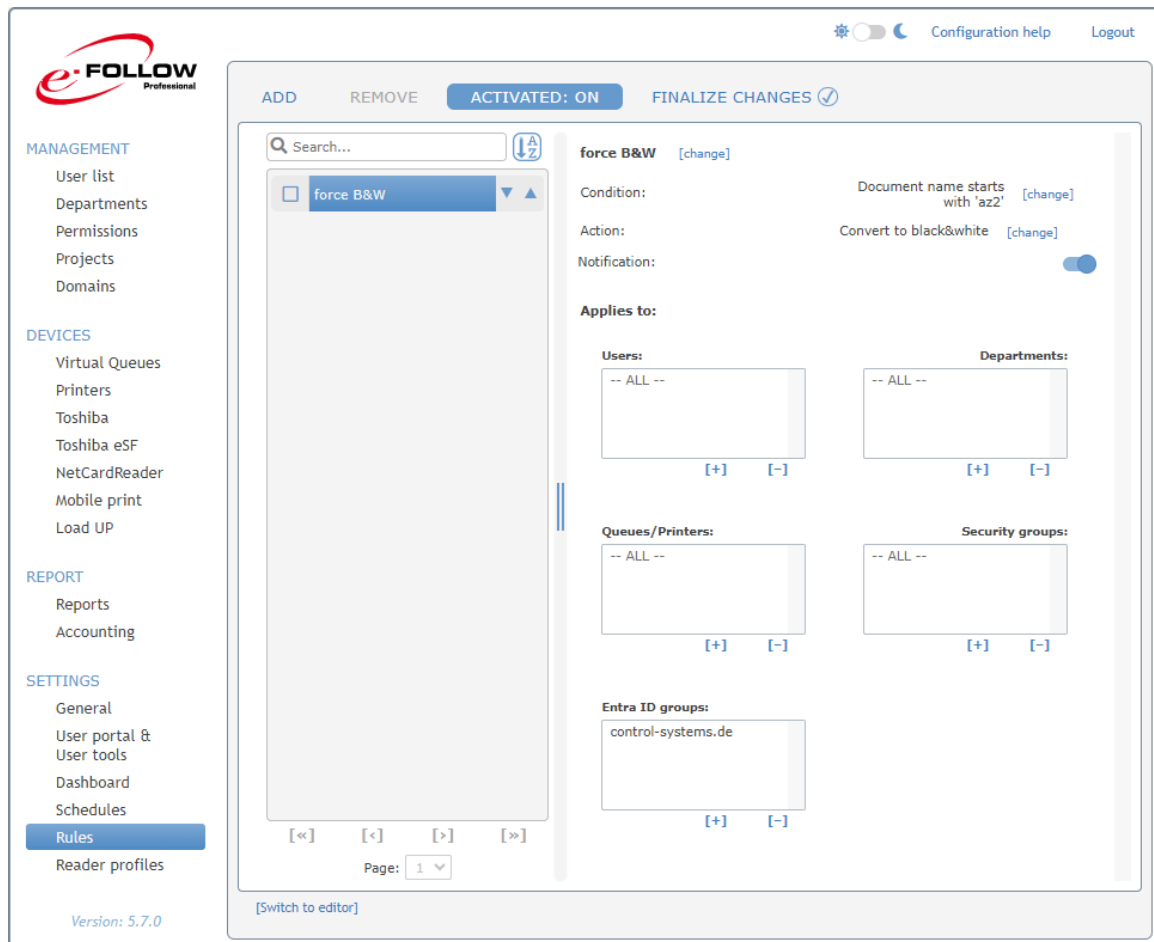 Configuration help
Logout
e-FOLLOW
Professional
ADD
REMOVE
ACTIVATED: ON
FINALIZE CHANGES
MANAGEMENT
User list
Departments
Permissions
Projects
Domains
DEVICES
Virtual Queues
Printers
Toshiba
Toshiba eSF
NetCardReader
Mobile print
Load UP
REPORT
Reports
Accounting
SETTINGS
General
User portal &
User tools
Dashboard
Schedules
Rules
Reader profiles
Version: 5.7.0
Search...
A
Z
force B&W
[«]
[‹]
[›]
[»]
Page: 1
force B&W [change]
Condition:
Document name starts
with 'az2'
[change]
Action:
Convert to black&white [change]
Notification:
Applies to:
Users:
-- ALL --
[+] [-]
Departments:
-- ALL --
[+] [-]
Queues/Printers:
-- ALL --
[+] [-]
Security groups:
-- ALL --
[+] [-]
Entra ID groups:
control-systems.de
[+] [-]
[Switch to editor]